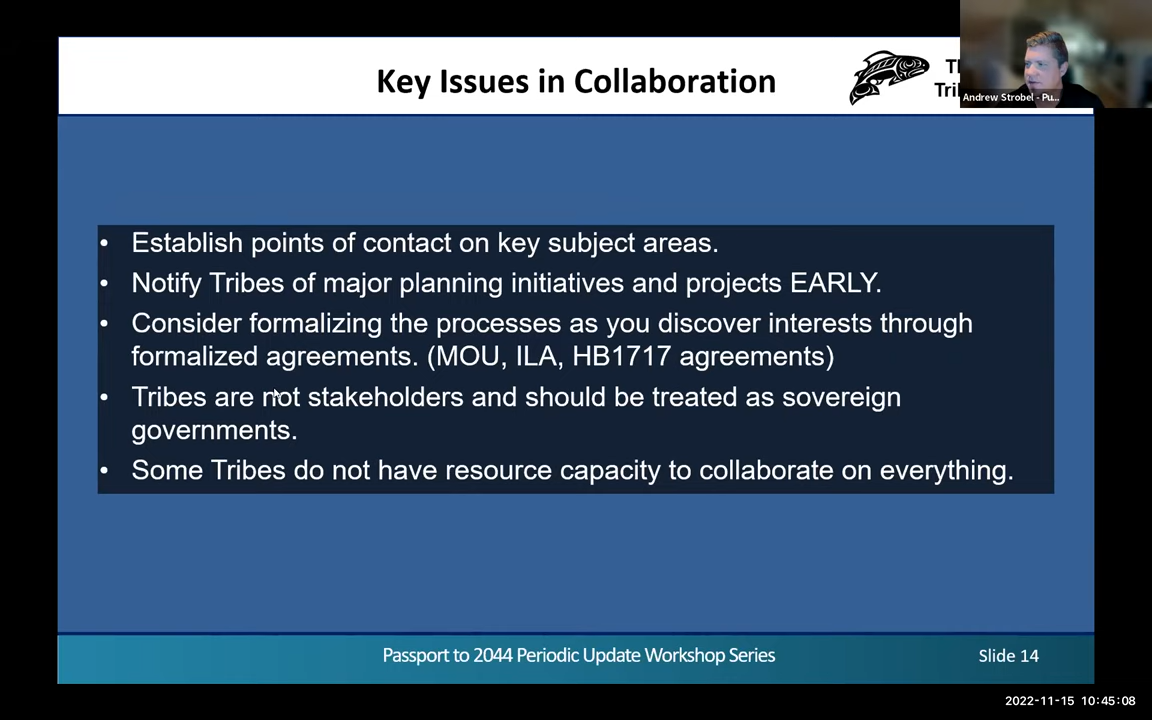 Key Issues in Collaboration
Andrew Strobel - Pu...
• Establish points of contact on key subject areas.
• Notify Tribes of major planning initiatives and projects EARLY.
• Consider formalizing the processes as you discover interests through
formalized agreements. (MOU, ILA, HB1717 agreements)
• Tribes are not stakeholders and should be treated as sovereign
governments.
• Some Tribes do not have resource capacity to collaborate on everything.
Passport to 2044 Periodic Update Workshop Series
Slide 14
2022-11-15 10:45:08